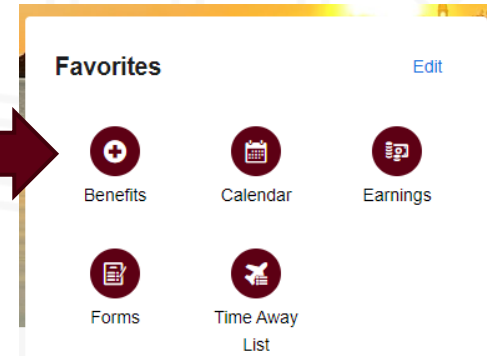 Favorites Edit
Benefits Calendar Earnings
Forms Time Away
List